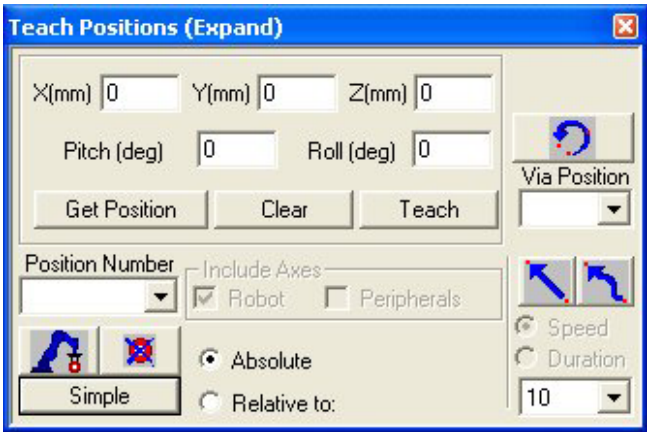 Teach Positions (Expand)
X(mm) 0 Y(mm) 0 Z(mm) 0
Pitch (deg) 0 Roll (deg) 0
Get Position Clear Teach
Via Position
Position Number
Include Axes
Robot Peripherals
Speed
Duration
Absolute
Simple
Relative to:
10